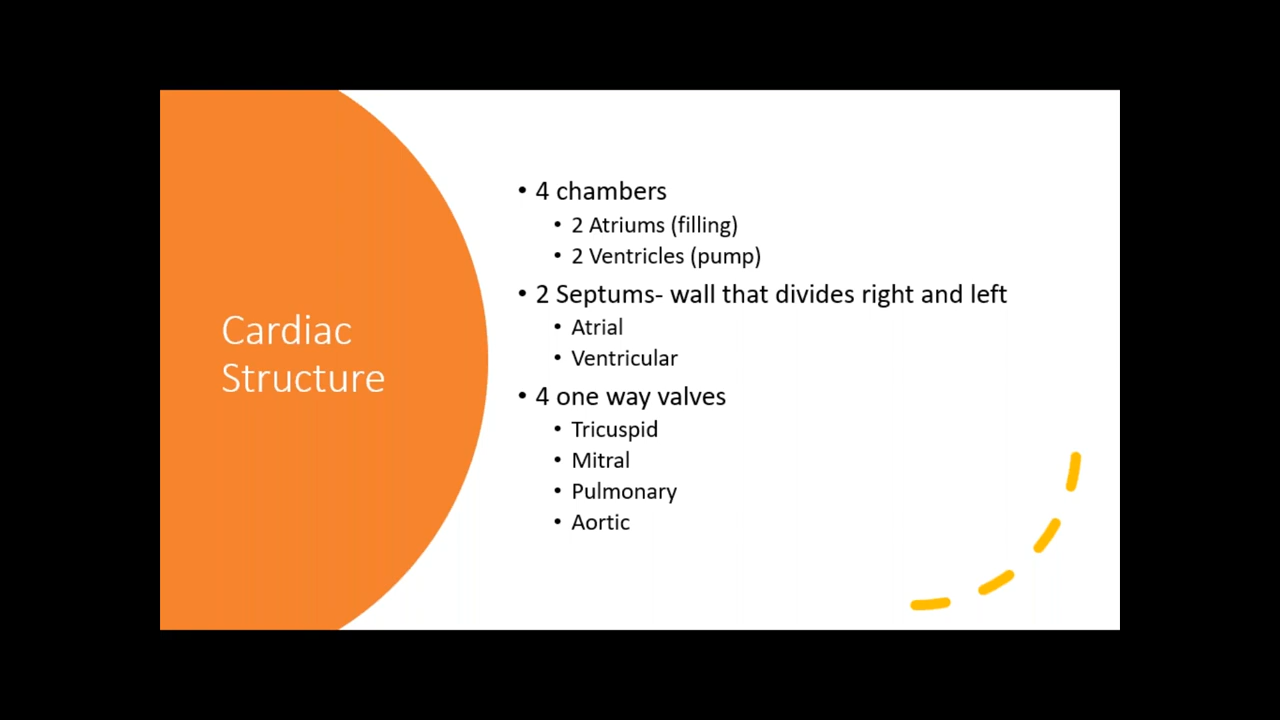 Cardiac
Structure
• 4 chambers
• 2 Atriums (filling)
• 2 Ventricles (pump)
• 2 Septums- wall that divides right and left
• Atrial
• Ventricular
• 4 one way valves
• Tricuspid
• Mitral
• Pulmonary
• Aortic